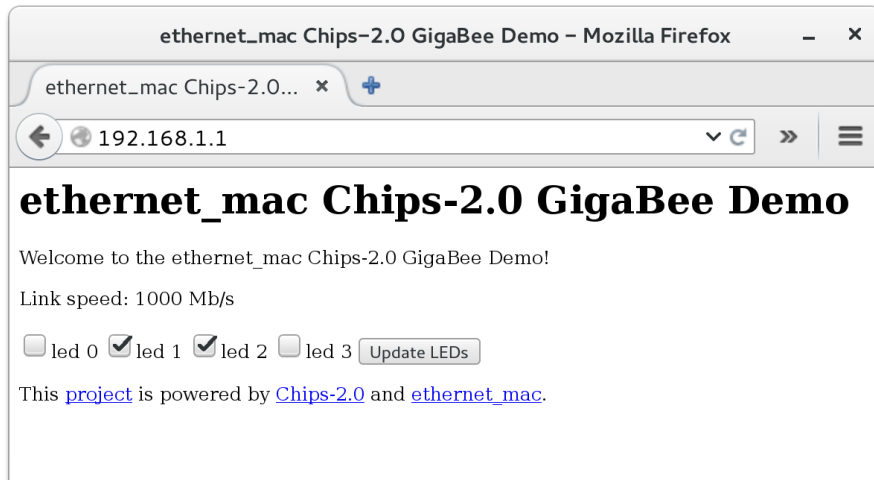 ethernet_mac Chips-2.0 GigaBee Demo - Mozilla Firefox
ethernet_mac Chips-2.0...
192.168.1.1
ethernet_mac Chips-2.0 GigaBee Demo
Welcome to the ethernet_mac Chips-2.0 GigaBee Demo!
Link speed: 1000 Mb/s
led 0 led 1 led 2 led 3 Update LEDs
This project is powered by Chips-2.0 and ethernet_mac.